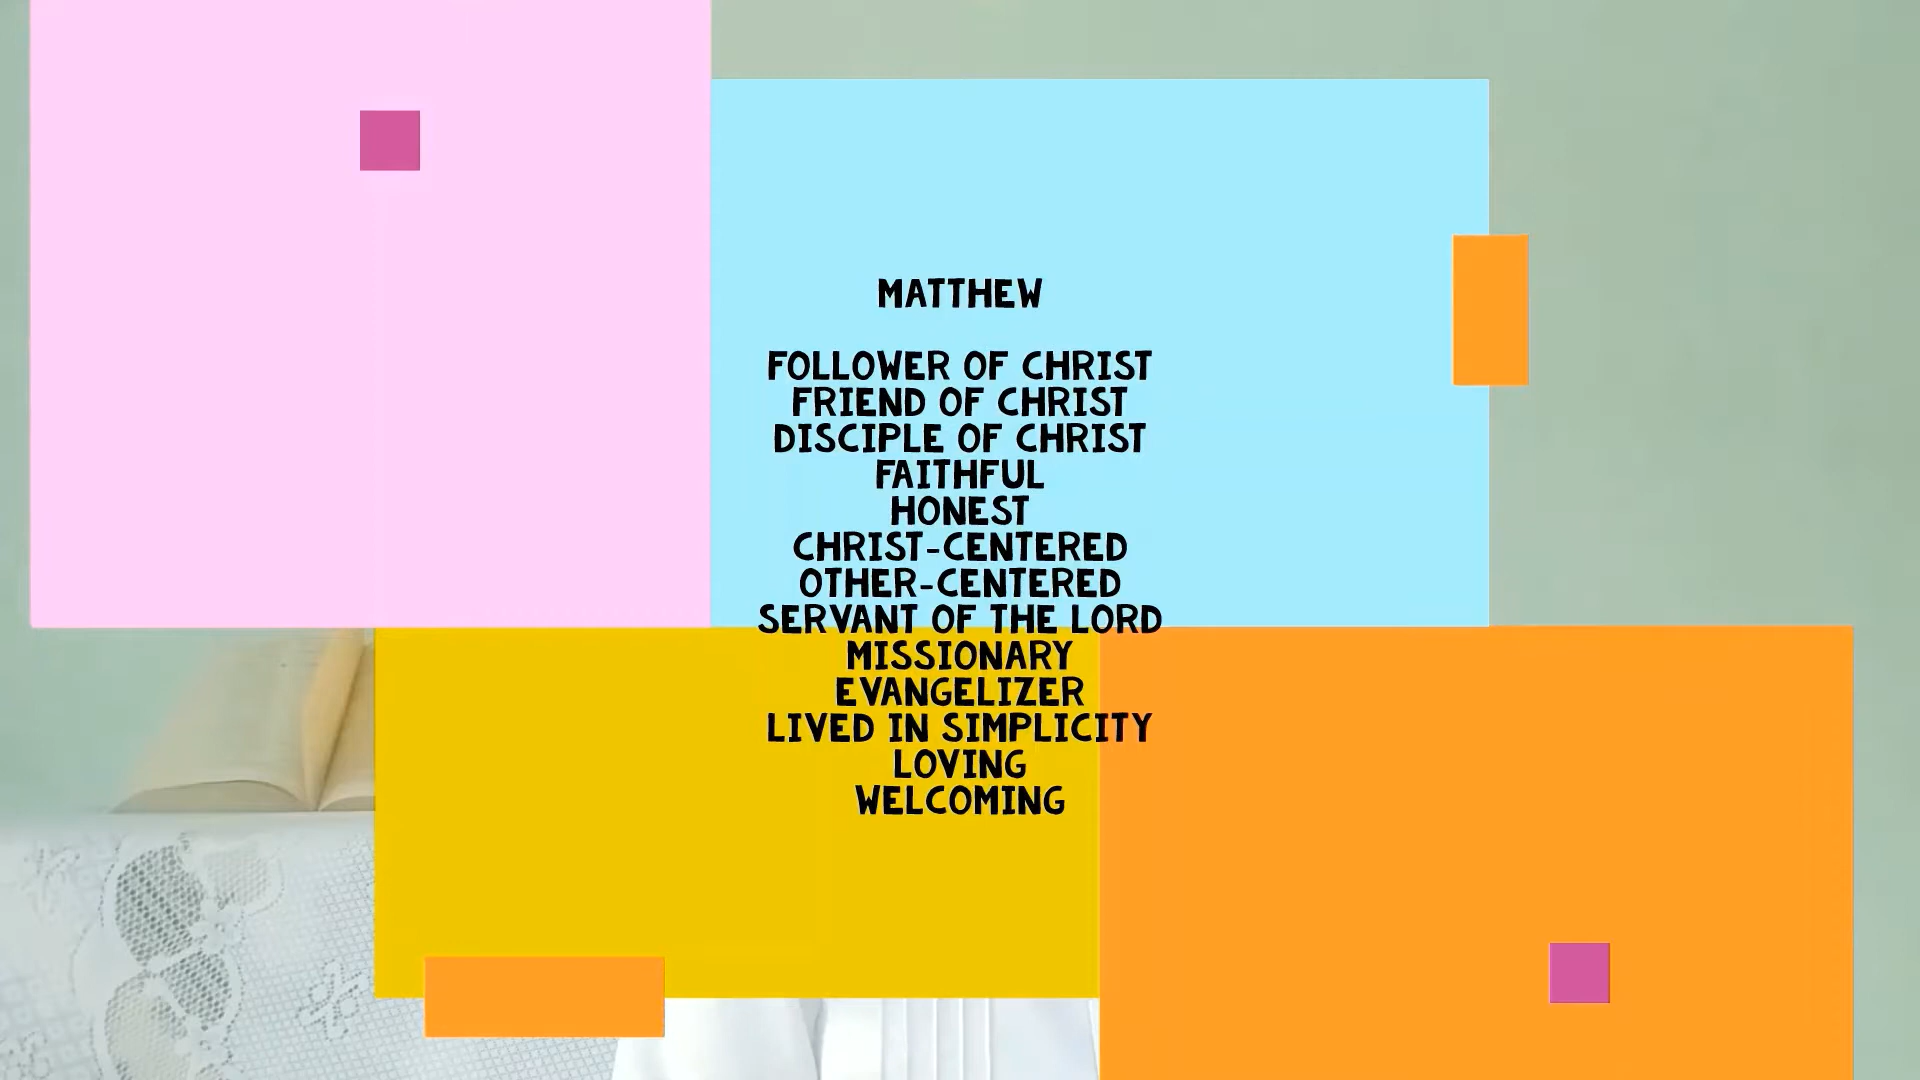 MATTHEW
FOLLOWER OF CHRIST
FRIEND OF CHRIST
DISCIPLE OF CHRIST
FAITHFUL
HONEST
CHRIST-CENTERED
OTHER-CENTERED
SERVANT OF THE LORD
MISSIONARY
EVANGELIZER
LIVED IN SIMPLICITY
LOVING
WELCOMING